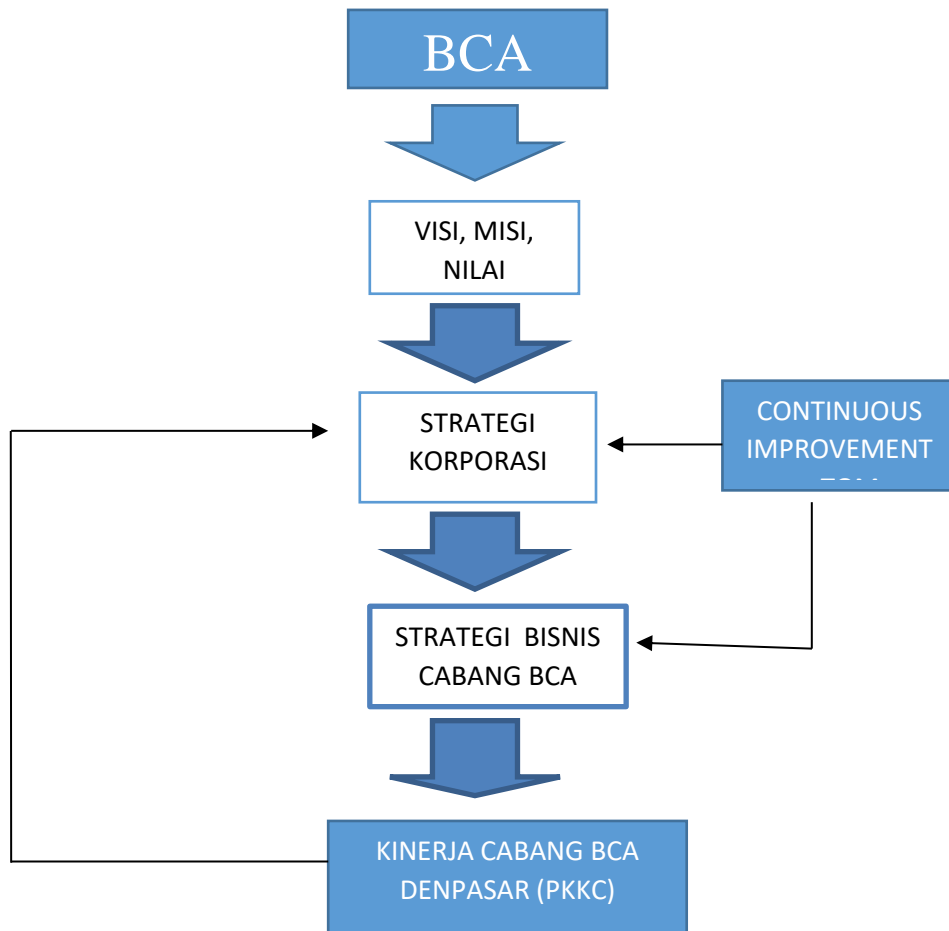 BCA
VISI, MISI,
NILAI
STRATEGI
KORPORASI
CONTINUOUS
IMPROVEMENT
STRATEGI BISNIS
CABANG BCA
KINERJA CABANG BCA
DENPASAR (PKKC)